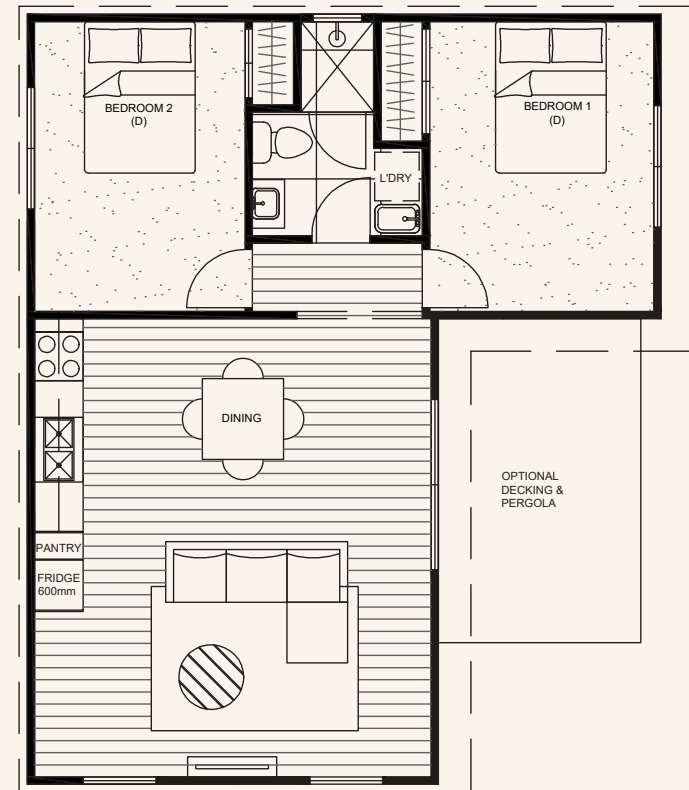 BEDROOM 2
(D)
BEDROOM 1
(D)
L'DRY
DINING
OPTIONAL
DECKING &
PERGOLA
PANTRY
FRIDGE
600mm